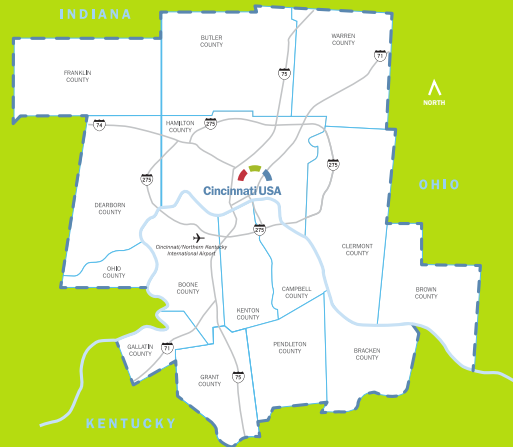 INDIANA
BUTLER
COUNTY
WARREN
COUNTY
71
75
FRANKLIN
COUNTY
NORTH
74
HAMILTON
COUNTY
275
275
275
Cincinnati USA
OHIO
DEARBORN
COUNTY
275
Cincinnati/Northern Kentucky
International Airport
CLERMONT
COUNTY
OHIO
COUNTY
BOONE
COUNTY
CAMPBELL
COUNTY
BROWN
COUNTY
KENTON
COUNTY
GALLATIN
COUNTY
71
PENDLETON
COUNTY
BRACKEN
COUNTY
GRANT
COUNTY
75
KENTUCKY